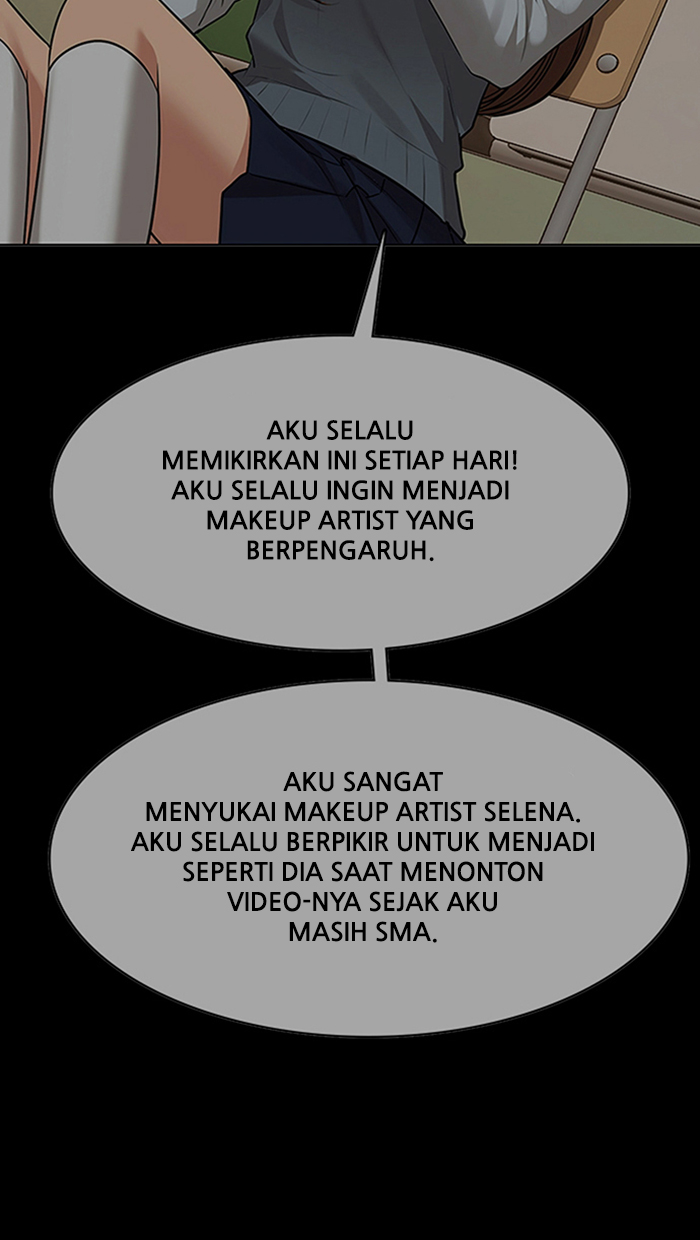 AKU SELALU
MEMIKIRKAN INI SETIAP HARI!
AKU SELALU INGIN MENJADI
MAKEUP ARTIST YANG
BERPENGARUH.
AKU SANGAT
MENYUKAI MAKEUP ARTIST SELENA.
AKU SELALU BERPIKIR UNTUK MENJADI
SEPERTI DIA SAAT MENONTON
VIDEO-NYA SEJAK AKU
MASIH SMA.